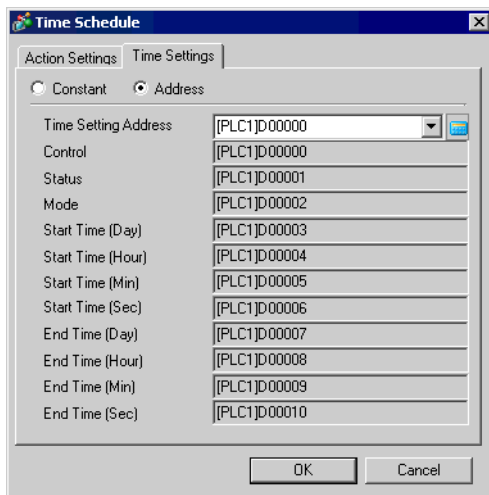 Time Schedule
Action Settings Time Settings
Constant Address
Time Setting Address [PLC1]D00000
Control [PLC1]D00000
Status [PLC1]D00001
Mode [PLC1]D00002
Start Time (Day) [PLC1]D00003
Start Time (Hour) [PLC1]D00004
Start Time (Min) [PLC1]D00005
Start Time (Sec) [PLC1]D00006
End Time (Day) [PLC1]D00007
End Time (Hour) [PLC1]D00008
End Time (Min) [PLC1]D00009
End Time (Sec) [PLC1]D00010
OK Cancel